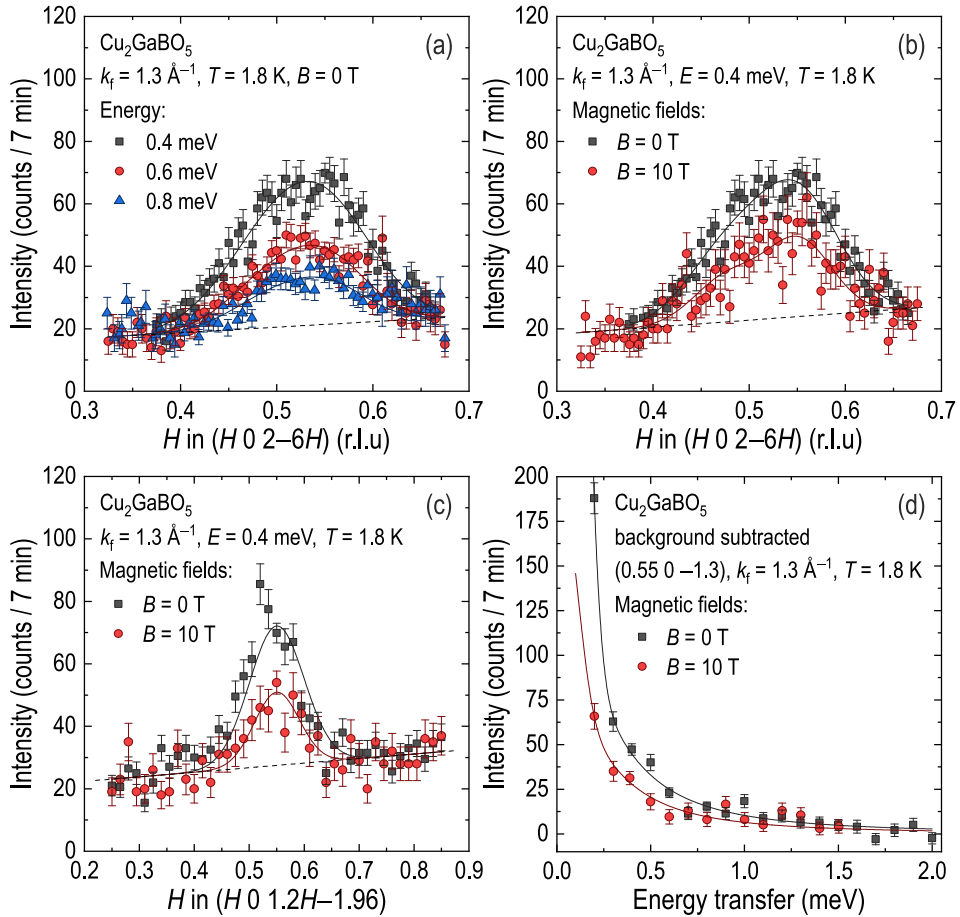 (a)
Cu₂GaBO₅
k_f = 1.3 Å⁻¹, T = 1.8 K, B = 0 T
Energy:
0.4 meV
0.6 meV
0.8 meV
120
100
80
60
40
20
0
Intensity (counts / 7 min)
0.3 0.4 0.5 0.6 0.7
H in (H 0 2–6H) (r.l.u)
(b)
Cu₂GaBO₅
k_f = 1.3 Å⁻¹, E = 0.4 meV, T = 1.8 K
Magnetic fields:
B = 0 T
B = 10 T
120
100
80
60
40
20
0
Intensity (counts / 7 min)
0.3 0.4 0.5 0.6 0.7
H in (H 0 2–6H) (r.l.u)
(c)
Cu₂GaBO₅
k_f = 1.3 Å⁻¹, E = 0.4 meV, T = 1.8 K
Magnetic fields:
B = 0 T
B = 10 T
120
100
80
60
40
20
0
Intensity (counts / 7 min)
0.2 0.3 0.4 0.5 0.6 0.7 0.8 0.9
H in (H 0 1.2H–1.96)
(d)
Cu₂GaBO₅
background subtracted
(0.55 0 –1.3), k_f = 1.3 Å⁻¹, T = 1.8 K
Magnetic fields:
B = 0 T
B = 10 T
200
175
150
125
100
75
50
25
0
Intensity (counts / 7 min)
0.0 0.5 1.0 1.5 2.0
Energy transfer (meV)